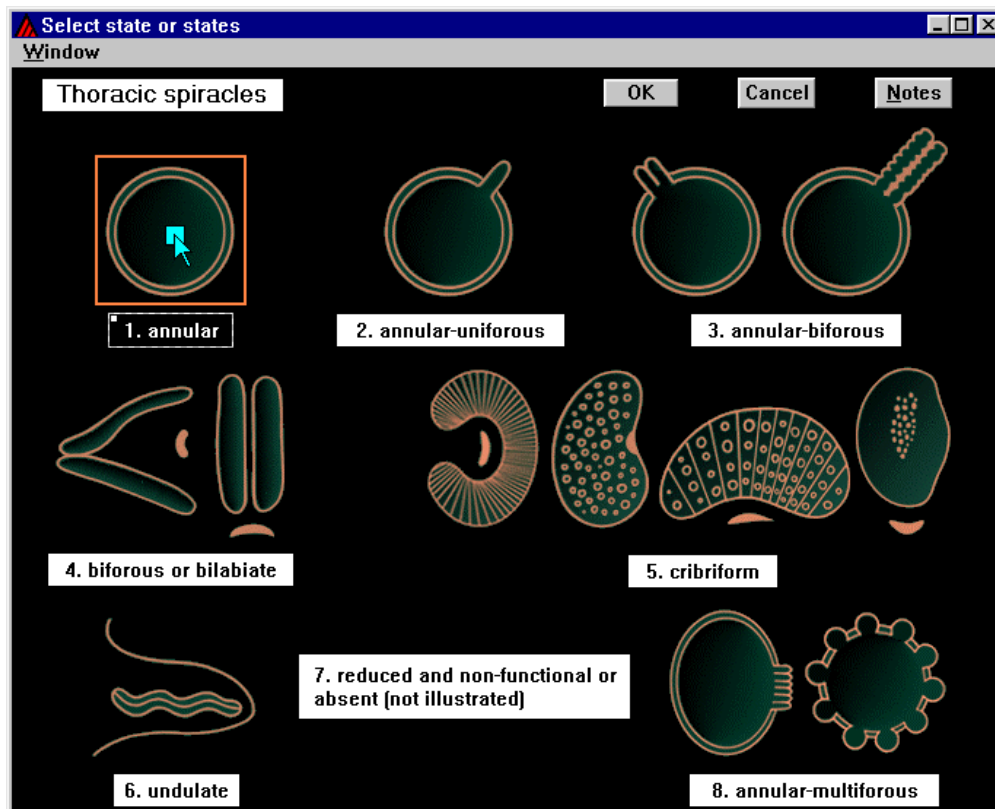 Select state or states
Window
Thoracic spiracles
OK
Cancel
Notes
1. annular
2. annular-uniforous
3. annular-biforous
4. biforous or bilabiate
5. cribriform
7. reduced and non-functional or
absent (not illustrated)
6. undulate
8. annular-multiforous